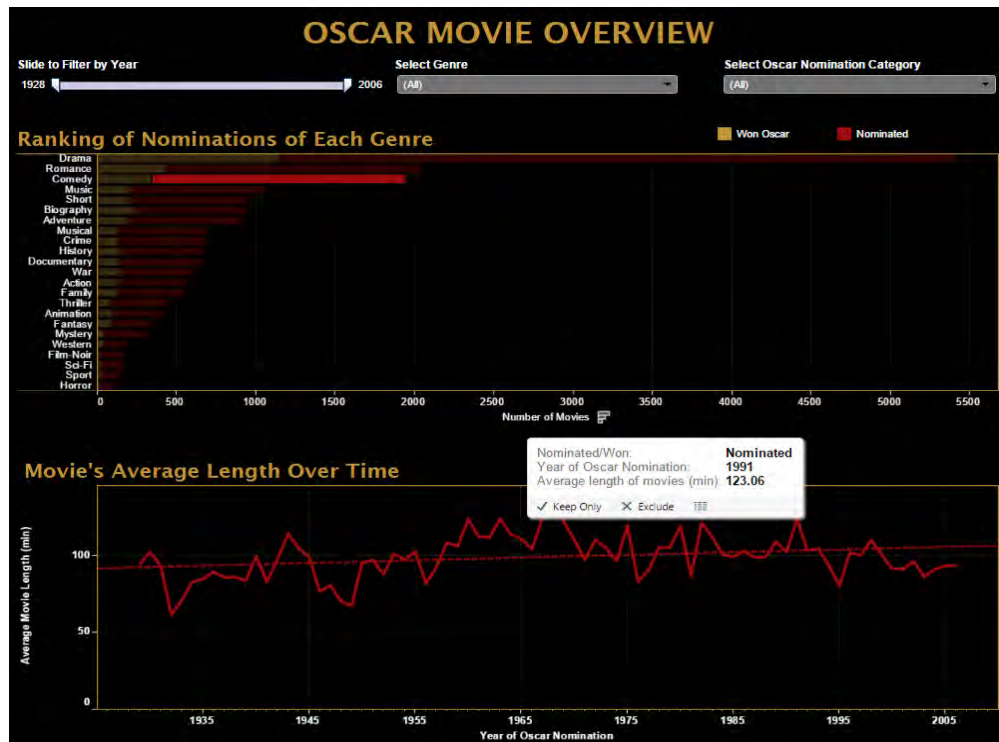 OSCAR MOVIE OVERVIEW
Slide to Filter by Year
Select Genre
Select Oscar Nomination Category
1928
2006
(All)
(All)
Ranking of Nominations of Each Genre
Won Oscar
Nominated
Drama
Romance
Comedy
Music
Short
Biography
Adventure
Musical
Crime
History
Documentary
War
Action
Family
Thriller
Animation
Fantasy
Mystery
Western
Film-Noir
Sci-Fi
Sport
Horror
0 500 1000 1500 2000 2500 3000 3500 4000 4500 5000 5500
Number of Movies
Movie's Average Length Over Time
Nominated/Won: Nominated
Year of Oscar Nomination: 1991
Average length of movies (min): 123.06
Keep Only Exclude
Average Movie Length (min)
100
50
0
1935 1945 1955 1965 1975 1985 1995 2005
Year of Oscar Nomination